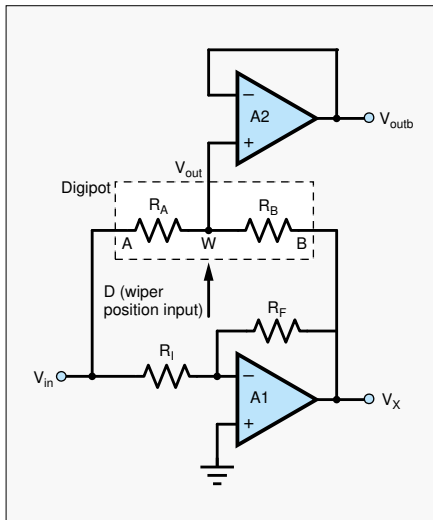 −
A2
+
V_outb
V_out
Digipot
R_A
R_B
A
W
B
D (wiper
position input)
R_F
R_I
V_in
−
A1
+
V_X